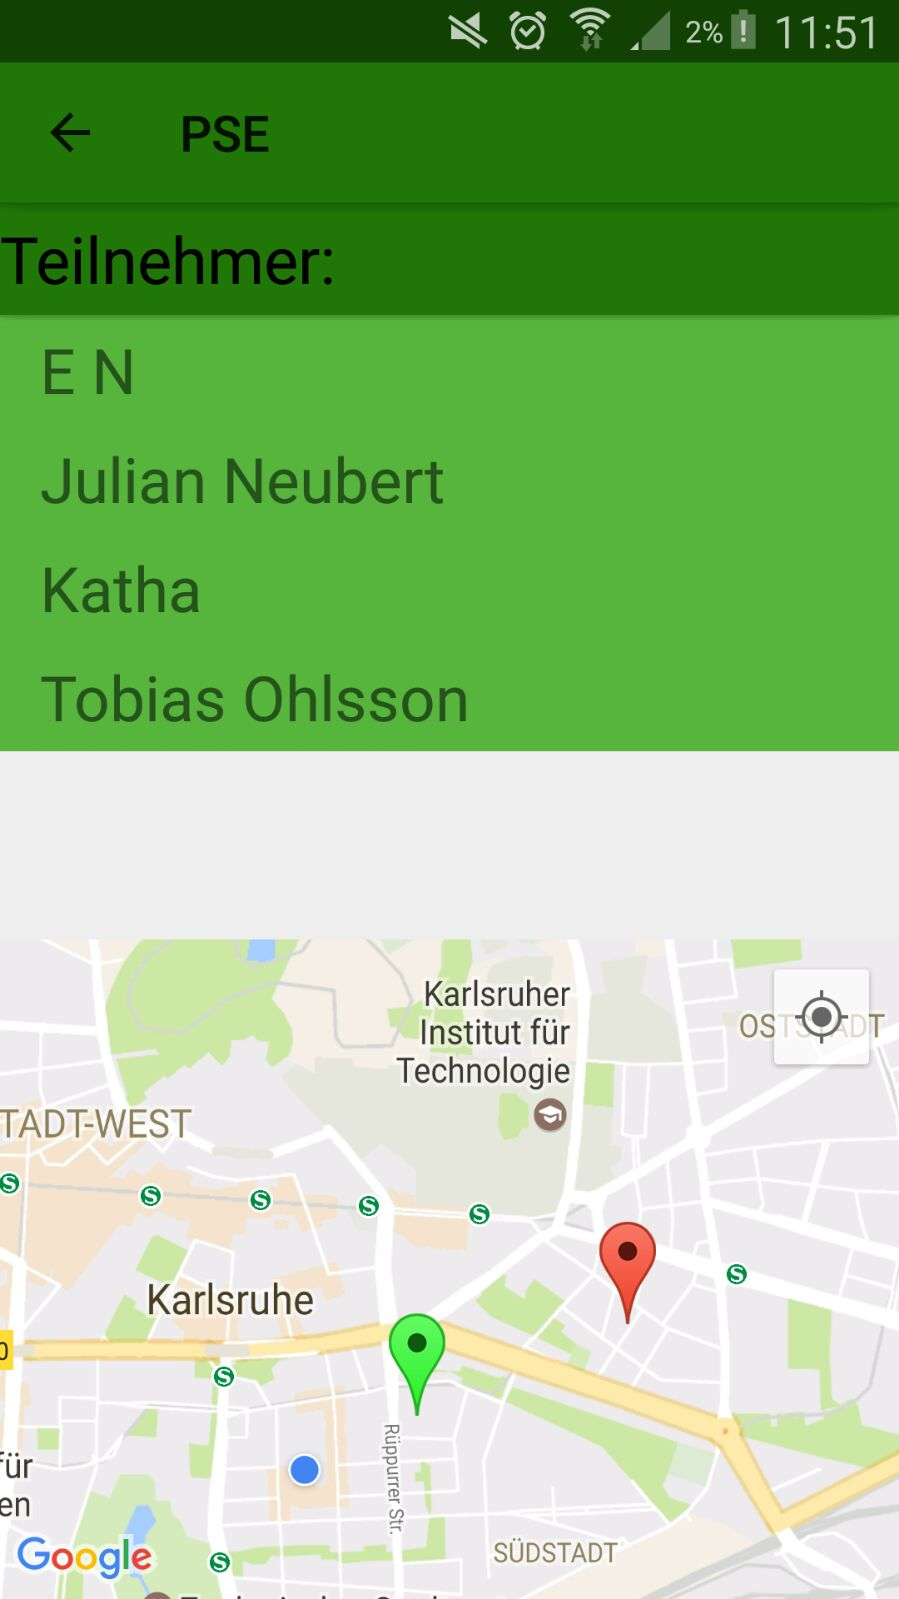 2% 11:51
PSE
Teilnehmer:
E N
Julian Neubert
Katha
Tobias Ohlsson
Karlsruher
Institut für
Technologie
TADT-WEST
Karlsruhe
0
Rüppurrer Str.
für
en
Google
SÜDSTADT